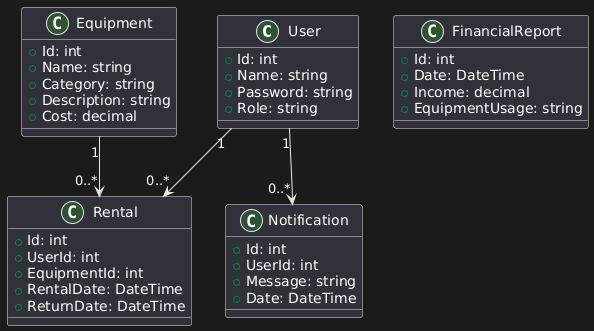 C Equipment
Id: int
Name: string
Category: string
Description: string
Cost: decimal
C User
Id: int
Name: string
Password: string
Role: string
C FinancialReport
Id: int
Date: DateTime
Income: decimal
EquipmentUsage: string
1
0..*
1
0..*
1
0..*
C Rental
Id: int
UserId: int
EquipmentId: int
RentalDate: DateTime
ReturnDate: DateTime
C Notification
Id: int
UserId: int
Message: string
Date: DateTime